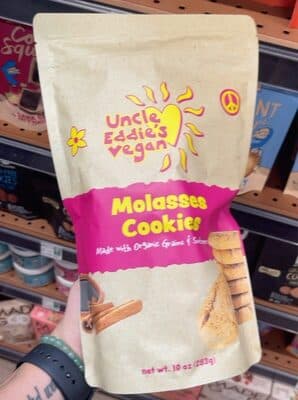 Uncle
Eddie's
vegan
Molasses
Cookies
Made with Organic Grains &
net wt. 10 oz (283g)